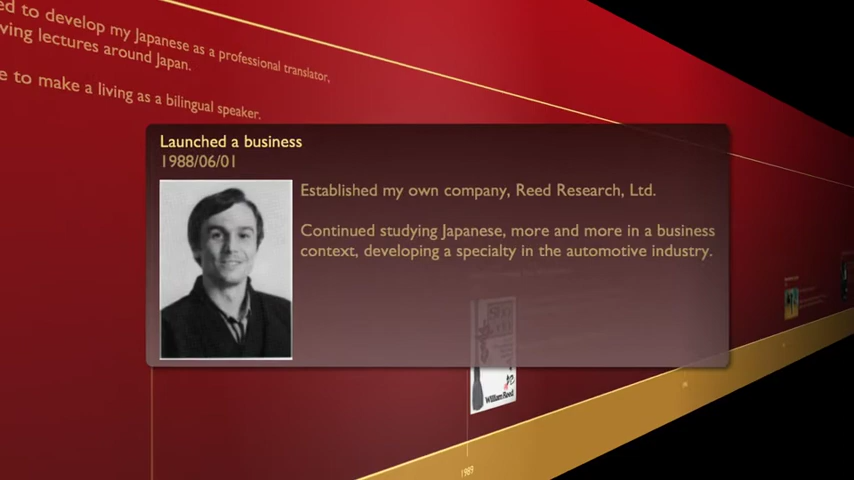 ed to develop my Japanese as a professional translator,
ving lectures around Japan.
e to make a living as a bilingual speaker.
Launched a business
1988/06/01
Established my own company, Reed Research, Ltd.
Continued studying Japanese, more and more in a business
context, developing a specialty in the automotive industry.
William Reed
1989